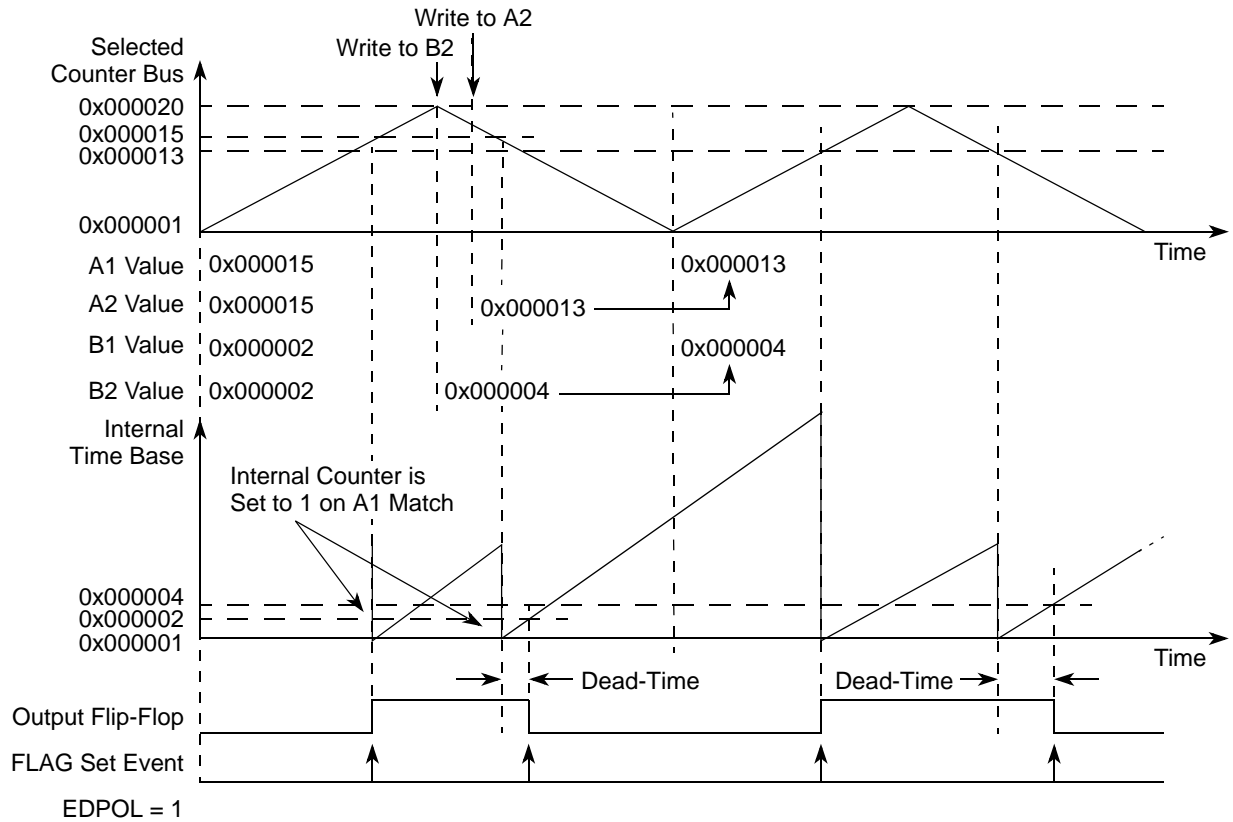 Write to A2
Write to B2
Selected
Counter Bus
0x000020
0x000015
0x000013
0x000001
Time
A1 Value 0x000015 0x000013
A2 Value 0x000015 0x000013
B1 Value 0x000002 0x000004
B2 Value 0x000002 0x000004
Internal
Time Base
Internal Counter is
Set to 1 on A1 Match
0x000004
0x000002
0x000001
Time
Dead-Time Dead-Time
Output Flip-Flop
FLAG Set Event
EDPOL = 1